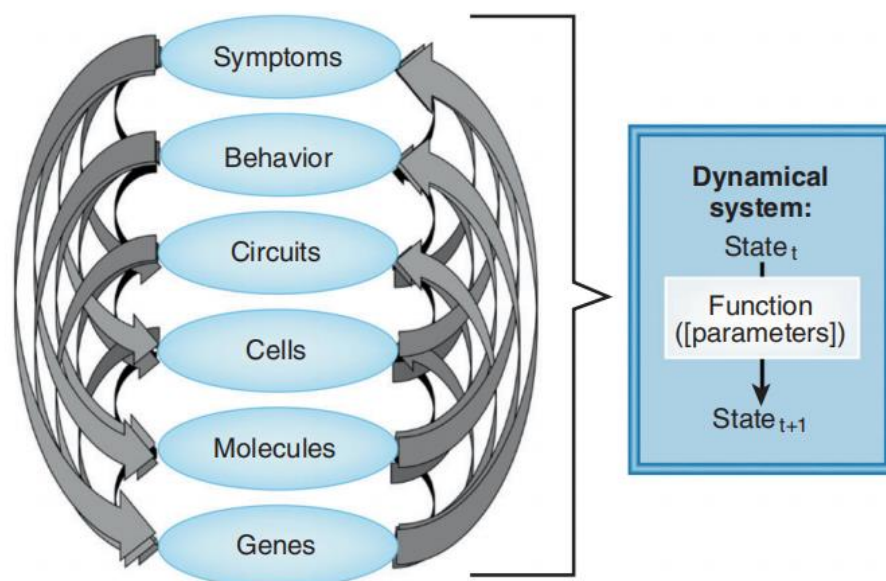 Symptoms
Behavior
Circuits
Cells
Molecules
Genes
Dynamical
system:
State t
Function
([parameters])
State t+1